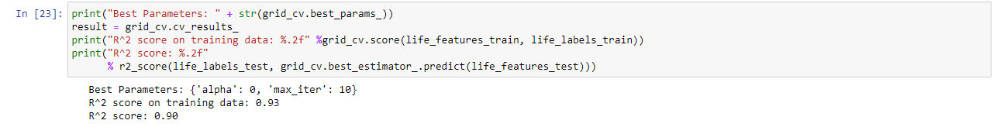 In [23]: print("Best Parameters: " + str(grid_cv.best_params_))
result = grid_cv.cv_results_
print("R^2 score on training data: %.2f" %grid_cv.score(life_features_train, life_labels_train))
print("R^2 score: %.2f"
      % r2_score(life_labels_test, grid_cv.best_estimator_.predict(life_features_test)))
Best Parameters: {'alpha': 0, 'max_iter': 10}
R^2 score on training data: 0.93
R^2 score: 0.90